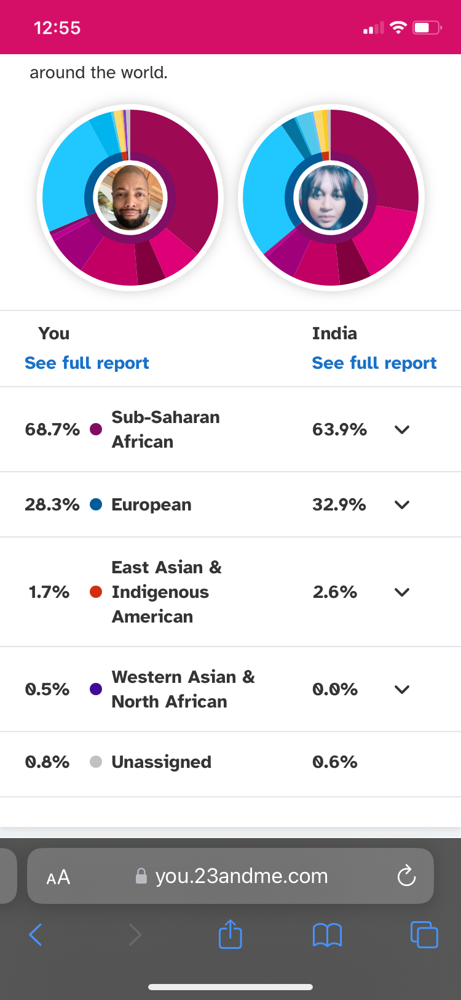 12:55
around the world.
You
India
See full report
See full report
68.7%
Sub-Saharan
African
63.9%
28.3%
European
32.9%
1.7%
East Asian &
Indigenous
American
2.6%
0.5%
Western Asian &
North African
0.0%
0.8%
Unassigned
0.6%
AA
you.23andme.com